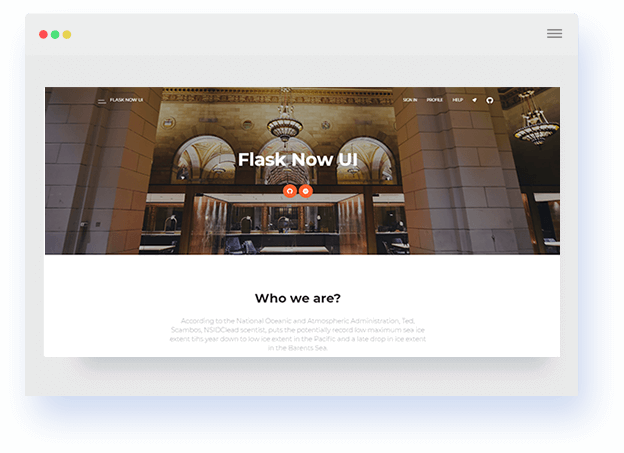 FLASK NOW UI
SIGN IN PROFILE HELP
Flask Now UI
Who we are?
According to the National Oceanic and Atmospheric Administration, Ted,
Scambos, NSIDClead scentist, puts the potentially record low maximum sea ice
extent tihs year down to low ice extent in the Pacific and a late drop in ice extent
in the Barents Sea.